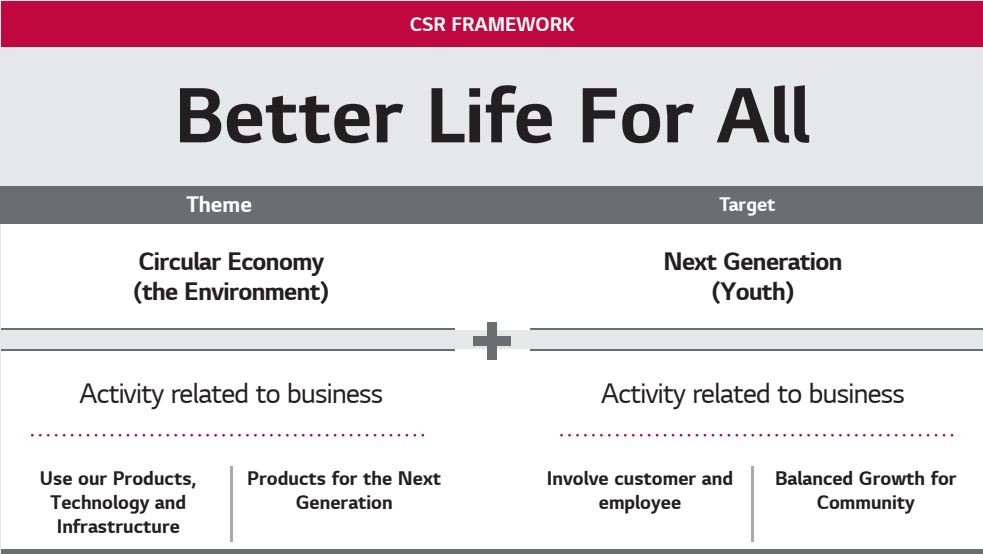 CSR FRAMEWORK
Better Life For All
Theme
Target
Circular Economy
(the Environment)
Next Generation
(Youth)
Activity related to business
Activity related to business
Use our Products,
Technology and
Infrastructure
Products for the Next
Generation
Involve customer and
employee
Balanced Growth for
Community